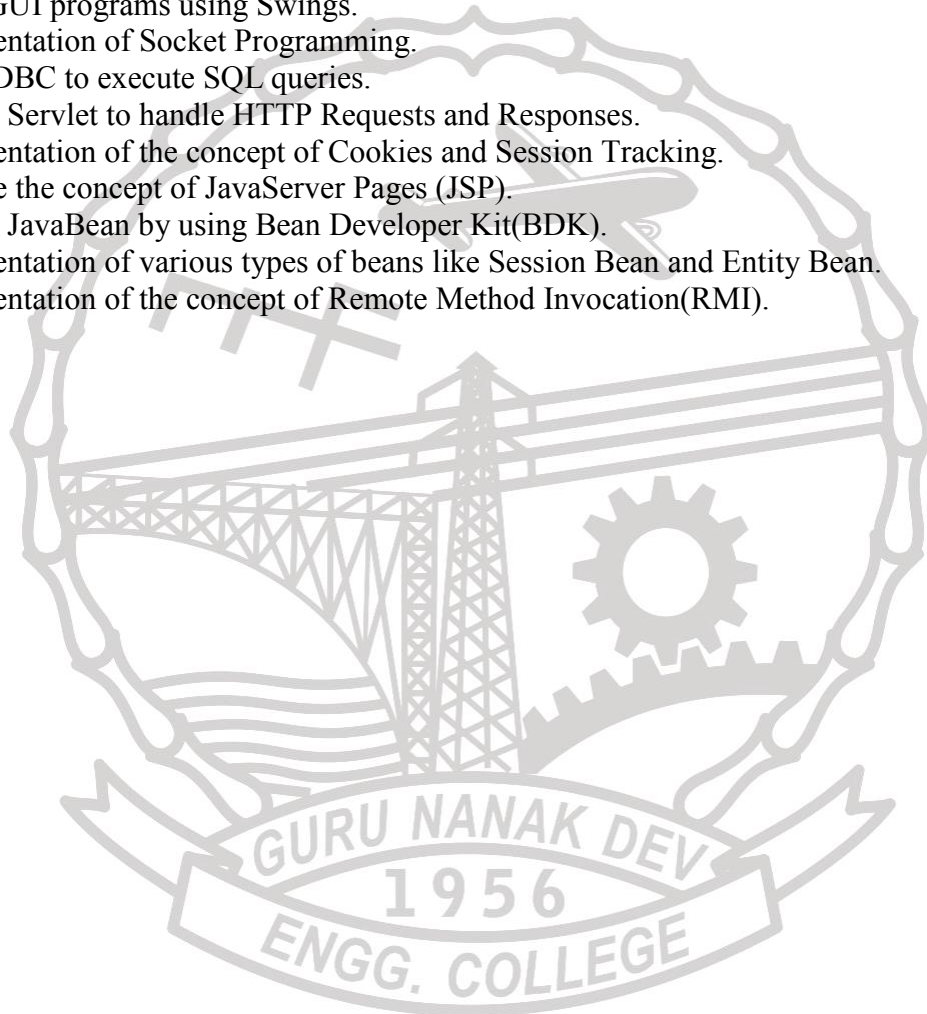 GUI programs using Swings.
entation of Socket Programming.
DBC to execute SQL queries.
Servlet to handle HTTP Requests and Responses.
entation of the concept of Cookies and Session Tracking.
e the concept of JavaServer Pages (JSP).
JavaBean by using Bean Developer Kit(BDK).
entation of various types of beans like Session Bean and Entity Bean.
entation of the concept of Remote Method Invocation(RMI).
GURU NANAK DEV
1956
ENGG. COLLEGE